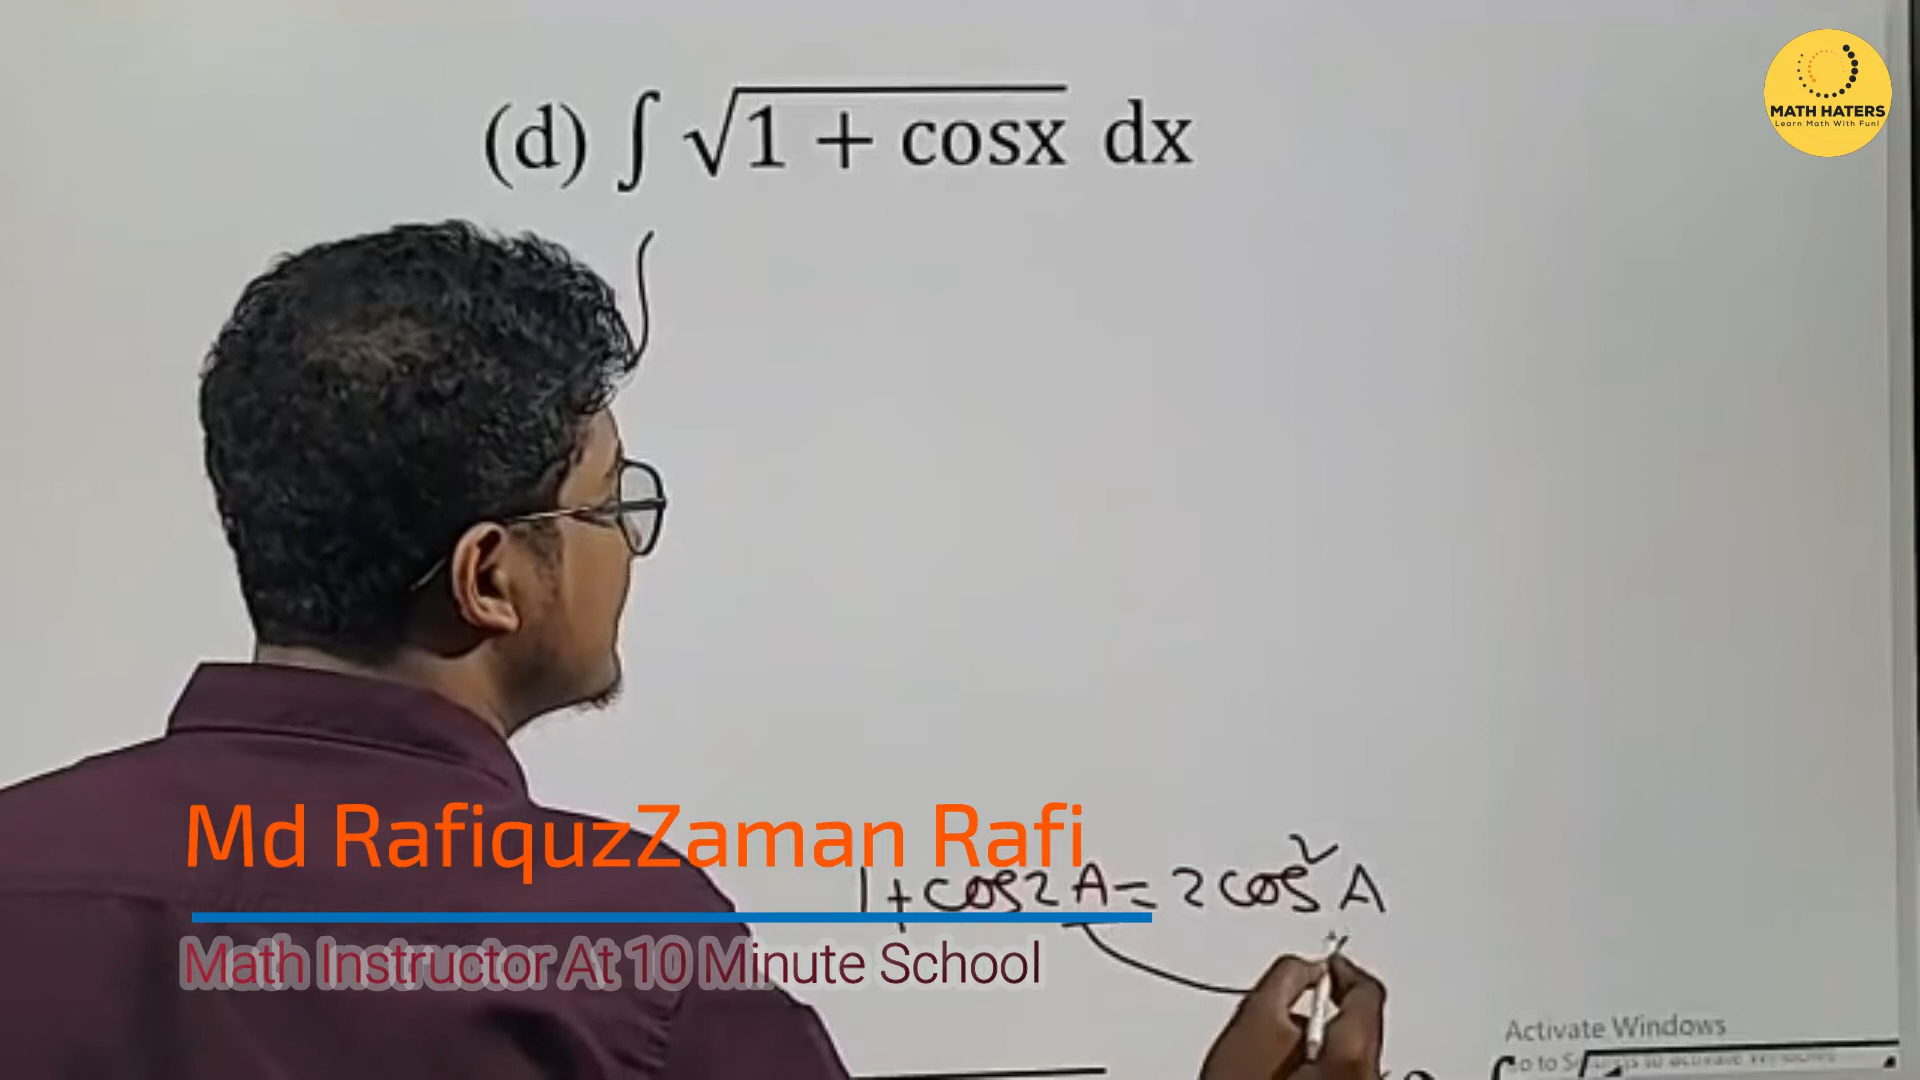 (d) ∫ √1 + cosx dx
MATH HATERS
Learn Math With Fun!
∫
Md RafiquzZaman Rafi
1+cos2A=2cos²A
Math Instructor At 10 Minute School
Activate Windows